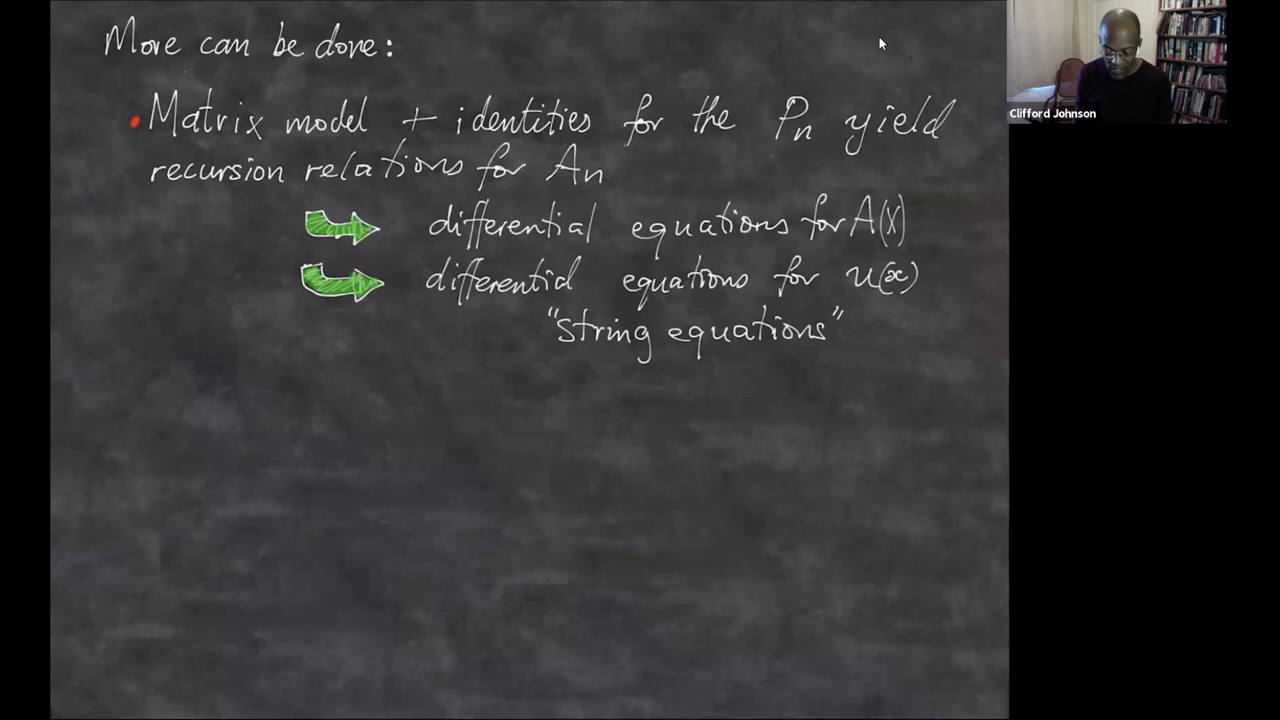 More can be done:
• Matrix model + identities for the Pn yield
recursion relations for An
differential equations for A(X)
differential equations for u(x)
"string equations"
Clifford Johnson